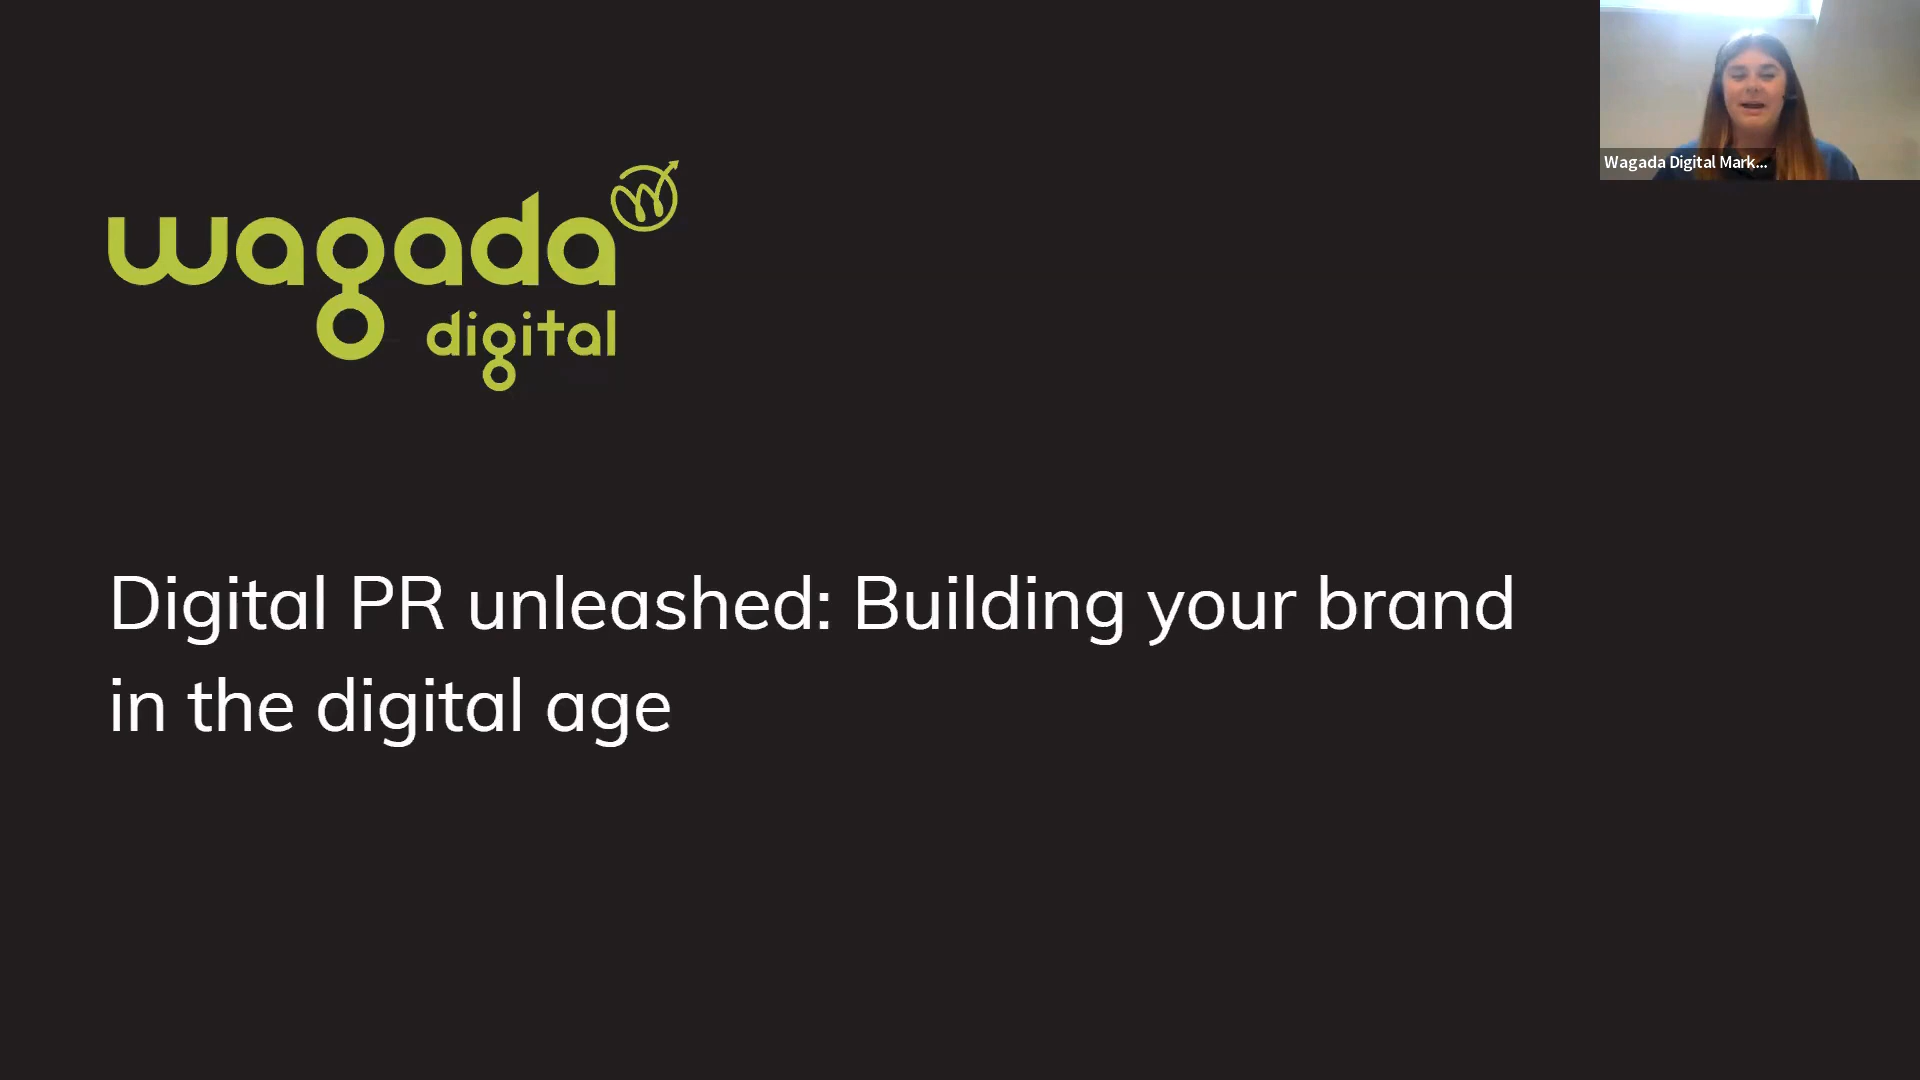 wagada
digital
Wagada Digital Mark...
Digital PR unleashed: Building your brand
in the digital age